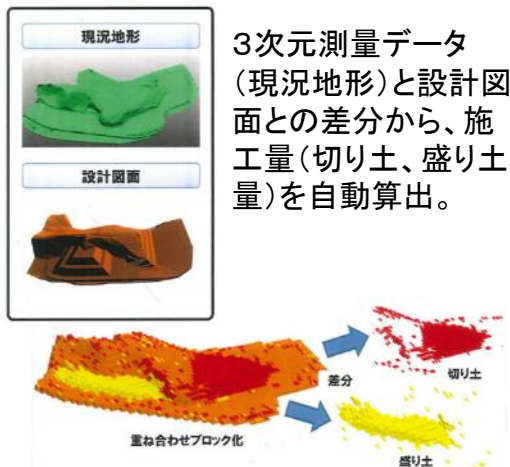 現況地形
3次元測量データ
(現況地形)と設計図
面との差分から、施
工量(切り土、盛り土
量)を自動算出。
設計図面
差分
切り土
重ね合わせブロック化
盛り土